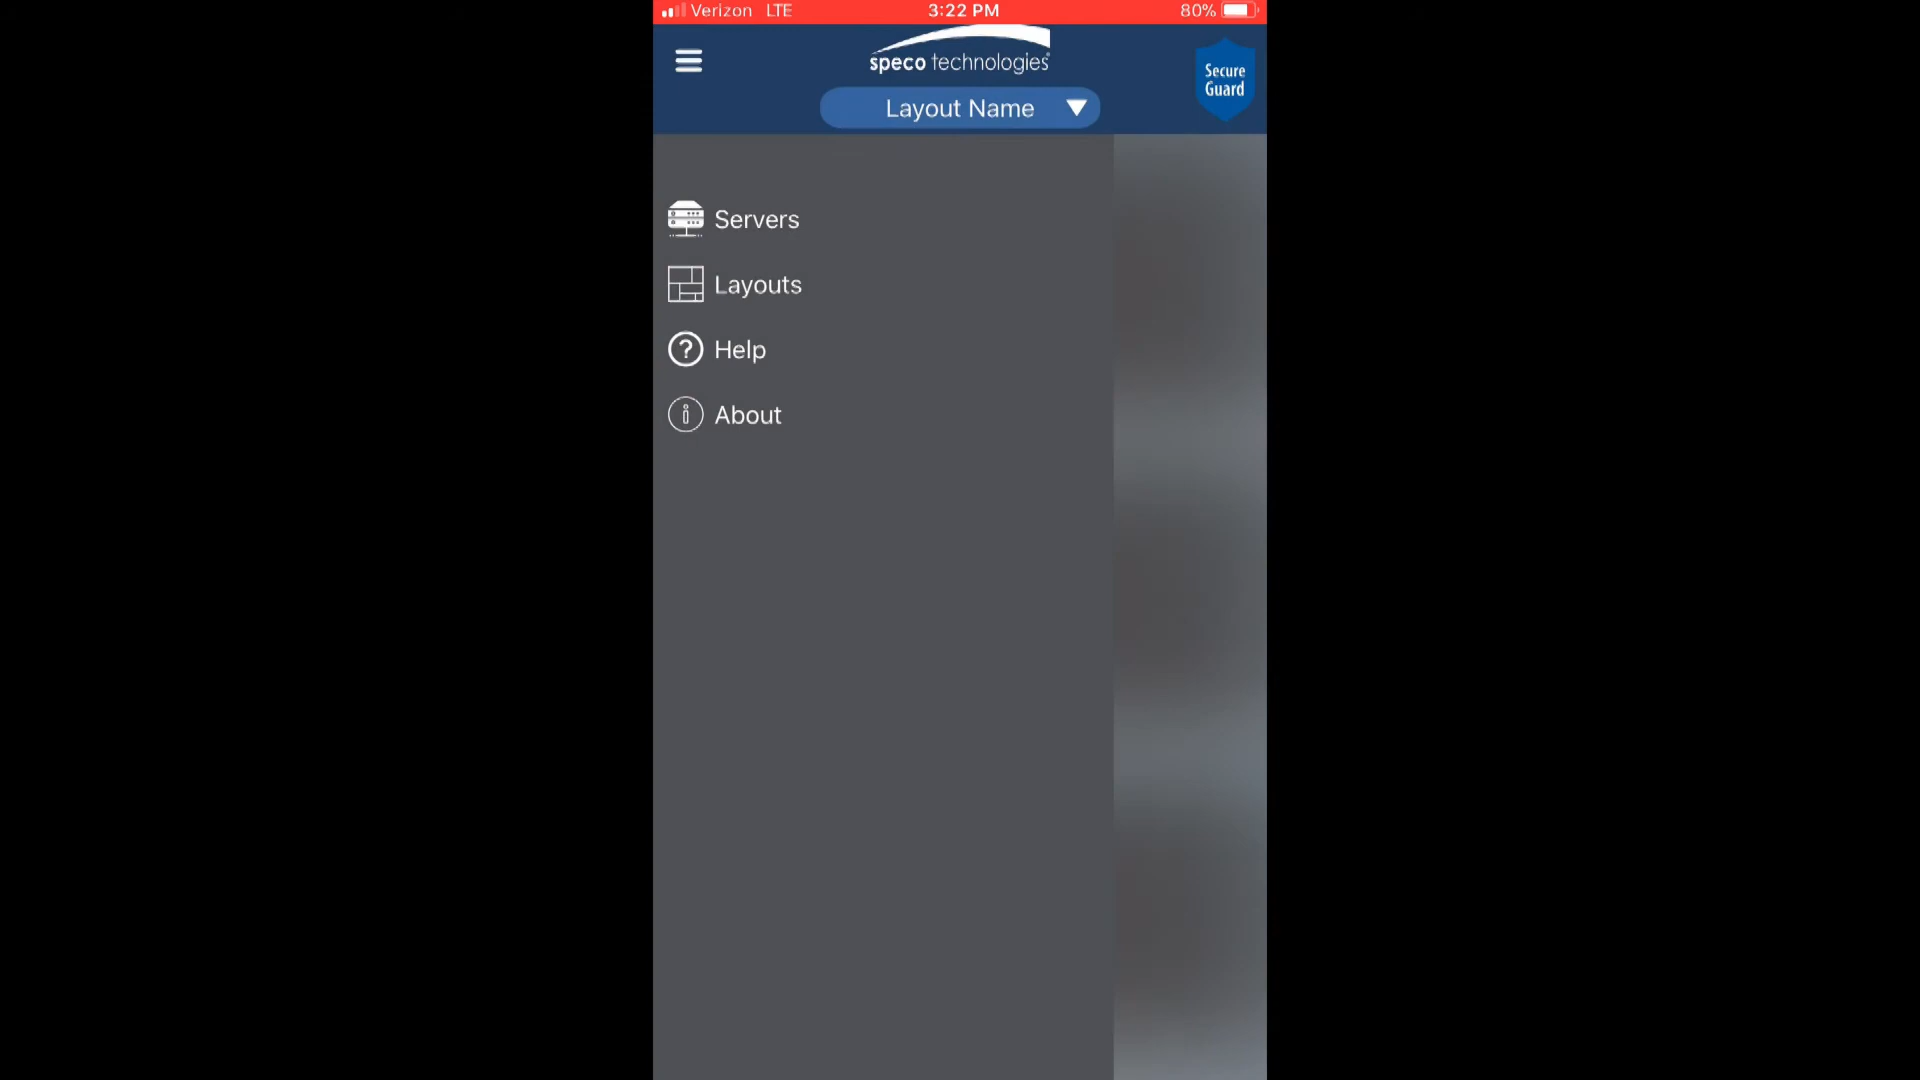 Verizon LTE 3:22 PM 80%
speco technologies
Secure
Guard
Layout Name
Servers
Layouts
Help
About